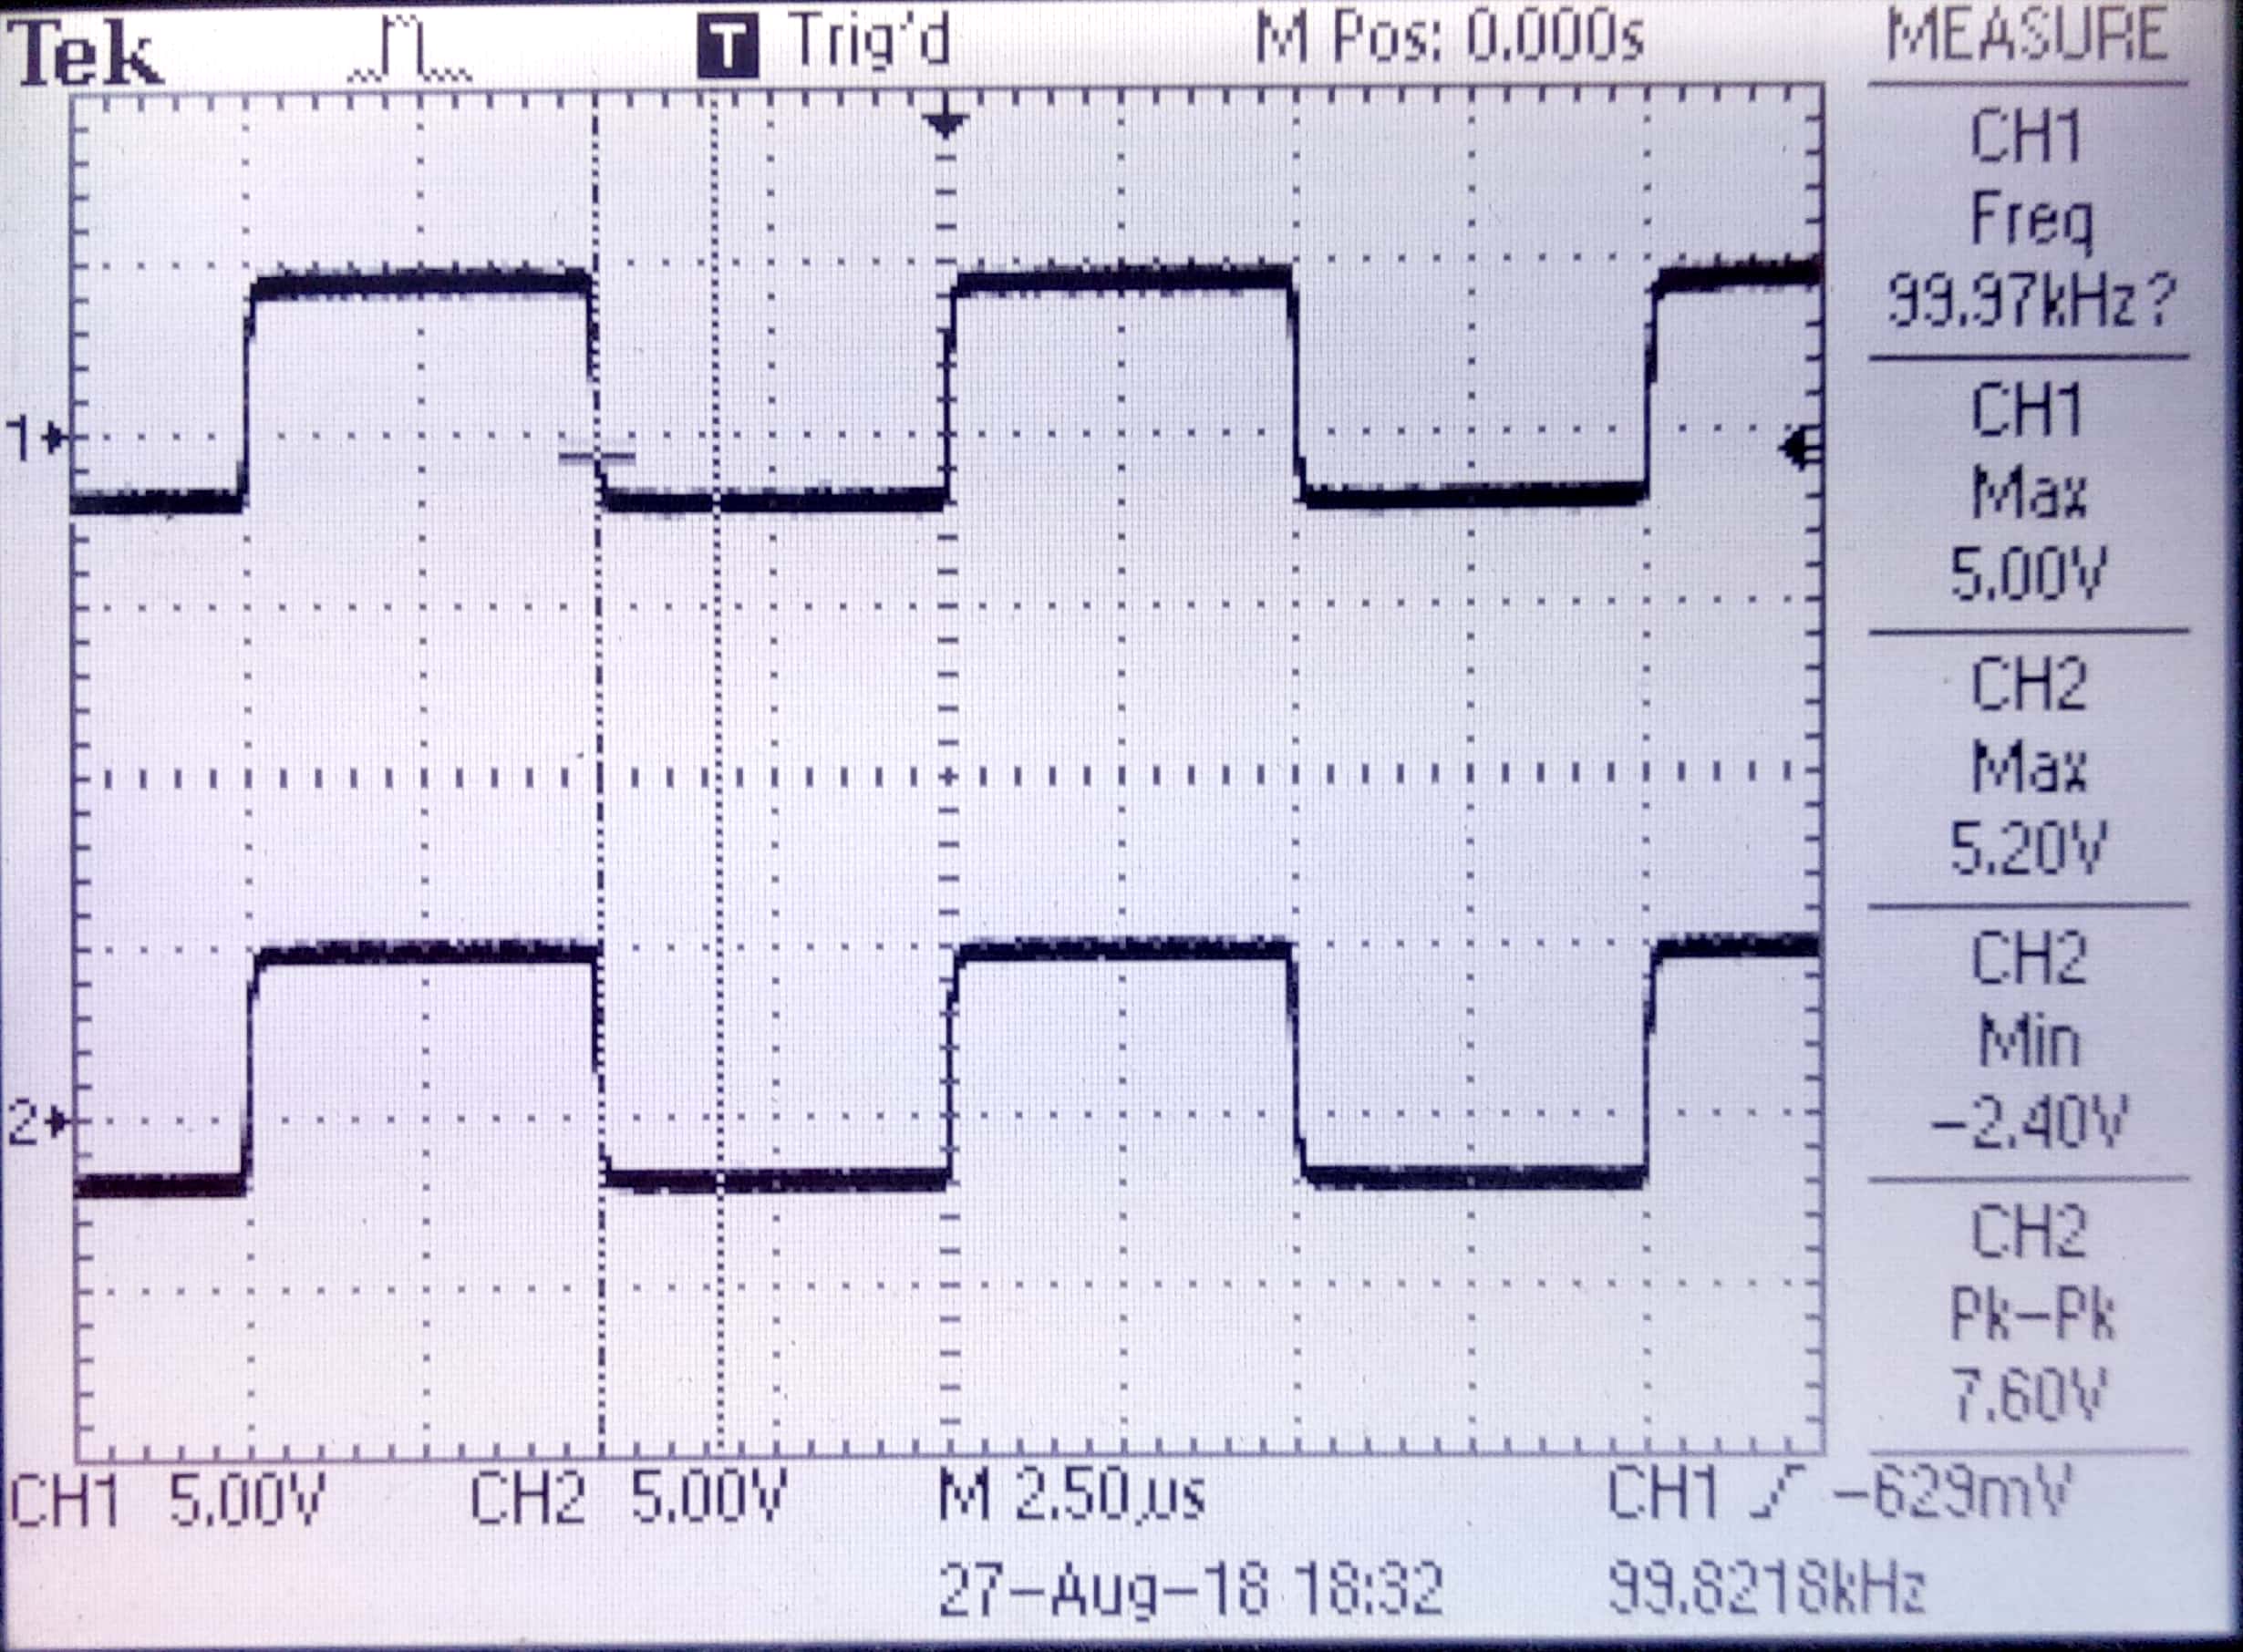 Tek T Trig'd M Pos: 0.000s MEASURE
CH1
Freq
99.97kHz?
CH1
Max
5.00V
CH2
Max
5.20V
CH2
Min
-2.40V
CH2
Pk-Pk
7.60V
1
2
CH1 5.00V CH2 5.00V M 2.50µs CH1 -629mV
27-Aug-18 18:32 99.8218kHz